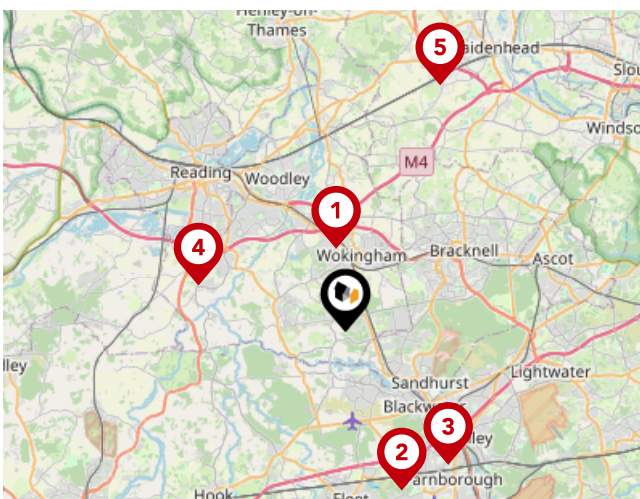 Henley-on-
Thames
5
aidenhead
Slou
M4
Windso
Reading
Woodley
1
4
Wokingham
Bracknell
Ascot
lley
Sandhurst
Lightwater
Blackw
3
ley
2
arnborough
Hook
Fleet